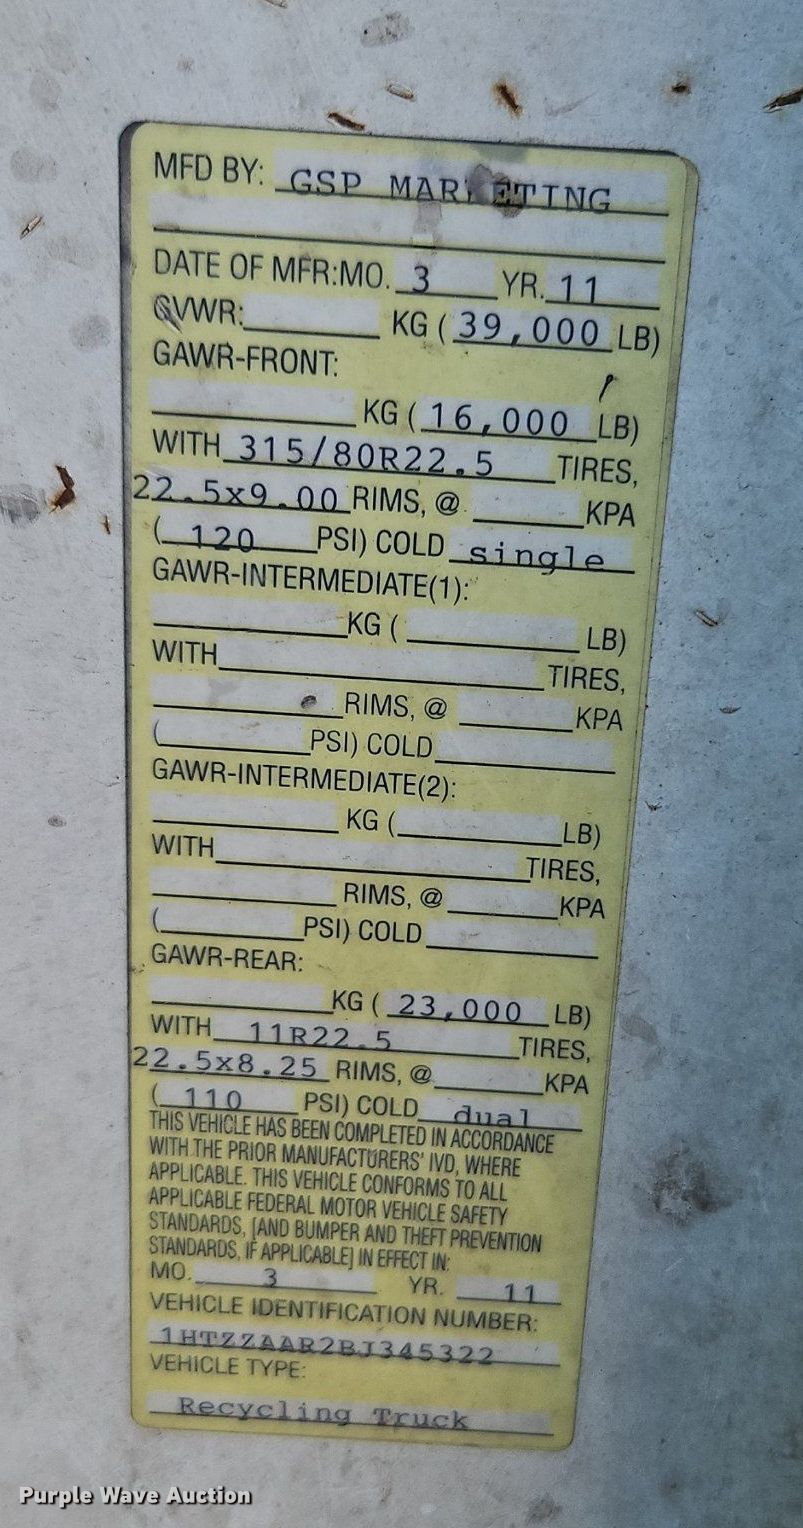 MFD BY: GSP MARKETING
DATE OF MFR:MO. 3 YR. 11
GVWR: KG ( 39,000 LB)
GAWR-FRONT:
KG ( 16,000 LB)
WITH 315/80R22.5 TIRES,
22.5x9.00 RIMS, @ KPA
( 120 PSI) COLD single
GAWR-INTERMEDIATE(1):
KG ( LB)
WITH TIRES,
RIMS, @ KPA
( PSI) COLD
GAWR-INTERMEDIATE(2):
KG ( LB)
WITH TIRES,
RIMS, @ KPA
( PSI) COLD
GAWR-REAR:
KG ( 23,000 LB)
WITH 11R22.5 TIRES,
22.5x8.25 RIMS, @ KPA
( 110 PSI) COLD dual
THIS VEHICLE HAS BEEN COMPLETED IN ACCORDANCE
WITH THE PRIOR MANUFACTURERS' IVD, WHERE
APPLICABLE. THIS VEHICLE CONFORMS TO ALL
APPLICABLE FEDERAL MOTOR VEHICLE SAFETY
STANDARDS, [AND BUMPER AND THEFT PREVENTION
STANDARDS, IF APPLICABLE] IN EFFECT IN:
MO. 3 YR. 11
VEHICLE IDENTIFICATION NUMBER:
1HTZZAAR2BJ345322
VEHICLE TYPE:
Recycling Truck
Purple Wave Auction